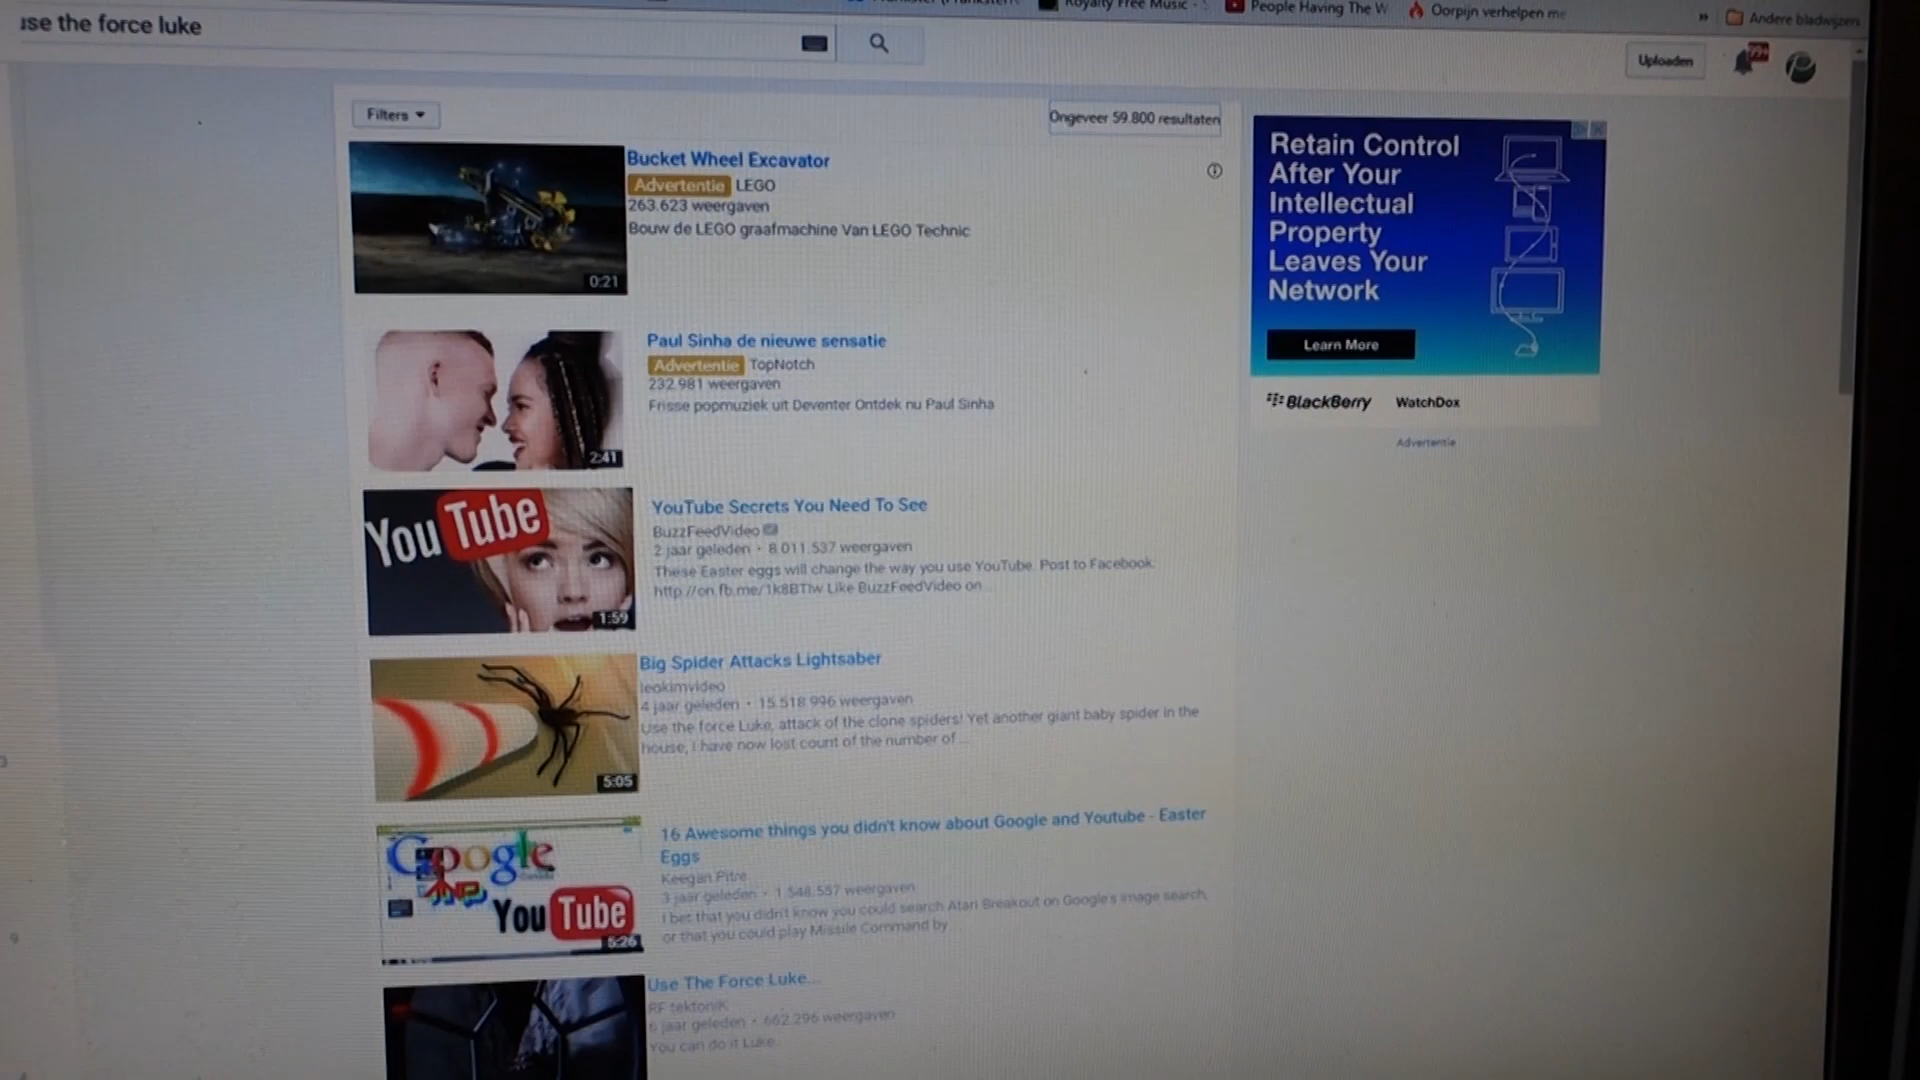 Royalty Free Music -
People Having The W
Oorpijn verhelpen me
» Andere bladwijzers
use the force luke
Uploaden
99+
Filters
Ongeveer 59.800 resultaten
Bucket Wheel Excavator
Advertentie LEGO
263.623 weergaven
Bouw de LEGO graafmachine Van LEGO Technic
0:21
Paul Sinha de nieuwe sensatie
Advertentie TopNotch
232.981 weergaven
Frisse popmuziek uit Deventer Ontdek nu Paul Sinha
2:41
YouTube
YouTube Secrets You Need To See
BuzzFeedVideo
2 jaar geleden • 8.011.537 weergaven
These Easter eggs will change the way you use YouTube. Post to Facebook:
http://on.fb.me/1k8BTIw Like BuzzFeedVideo on ...
1:59
Big Spider Attacks Lightsaber
leokimvideo
4 jaar geleden • 15.518.996 weergaven
Use the force Luke, attack of the clone spiders! Yet another giant baby spider in the
house, I have now lost count of the number of ...
5:05
Google
AND
YouTube
16 Awesome things you didn't know about Google and Youtube - Easter
Eggs
Keegan Pitre
3 jaar geleden • 1.548.557 weergaven
I bet that you didn't know you could search Atari Breakout on Google's image search,
or that you could play Missile Command by
5:26
Use The Force Luke...
RF tektoniK
6 jaar geleden • 662.296 weergaven
You can do it Luke.
Retain Control
After Your
Intellectual
Property
Leaves Your
Network
Learn More
BlackBerry WatchDox
Advertentie